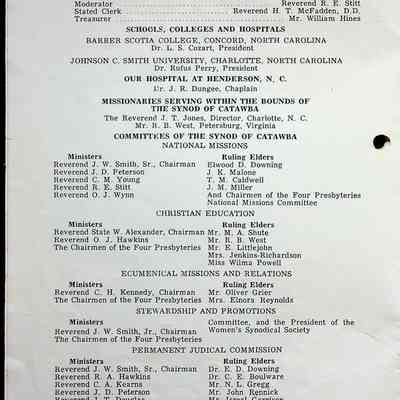 Moderator Reverend R. E. Stitt
Stated Clerk Reverend H. T. McFadden, D.D.
Treasurer Mr. William Hines
SCHOOLS, COLLEGES AND HOSPITALS
BARBER SCOTIA COLLEGE, CONCORD, NORTH CAROLINA
Dr. L. S. Cozart, President
JOHNSON C. SMITH UNIVERSITY, CHARLOTTE, NORTH CAROLINA
Dr. Rufus Perry, President
OUR HOSPITAL AT HENDERSON, N. C.
Dr. J. R. Dungee, Chaplain
MISSIONARIES SERVING WITHIN THE BOUNDS OF
THE SYNOD OF CATAWBA
The Reverend J. T. Jones, Director, Charlotte, N. C.
Mr. R. B. West, Petersburg, Virginia
COMMITTEES OF THE SYNOD OF CATAWBA
NATIONAL MISSIONS
Ministers Ruling Elders
Reverend J. W. Smith, Sr., Chairman Elwood D. Downing
Reverend J. D. Peterson J. K. Malone
Reverend C. M. Young T. M. Caldwell
Reverend R. E. Stitt J. M. Miller
Reverend O. J. Wynn And Chairmen of the Four Presbyteries
National Missions Committee
CHRISTIAN EDUCATION
Ministers Ruling Elders
Reverend State W. Alexander, Chairman Mr. M. A. Shute
Reverend O. J. Hawkins Mr. R. B. West
The Chairmen of the Four Presbyteries Mr. E. Littlejohn
Mrs. Jenkins-Richardson
Miss Wilma Powell
ECUMENICAL MISSIONS AND RELATIONS
Ministers Ruling Elders
Reverend C. H. Kennedy, Chairman Mr. Oliver Grier
The Chairmen of the Four Presbyteries Mrs. Elnors Reynolds
STEWARDSHIP AND PROMOTIONS
Ministers Committee, and the President of the
Reverend J. W. Smith, Jr., Chairman Women's Synodical Society
The Chairmen of the Four Presbyteries
PERMANENT JUDICAL COMMISSION
Ministers Ruling Elders
Reverend J. W. Smith, Sr., Chairman Dr. E. D. Downing
Reverend R. A. Hawkins Dr. C. E. Boulware
Reverend C. A. Kearns Mr. N. L. Gregg
Reverend J. D. Peterson Mr. John Rennick